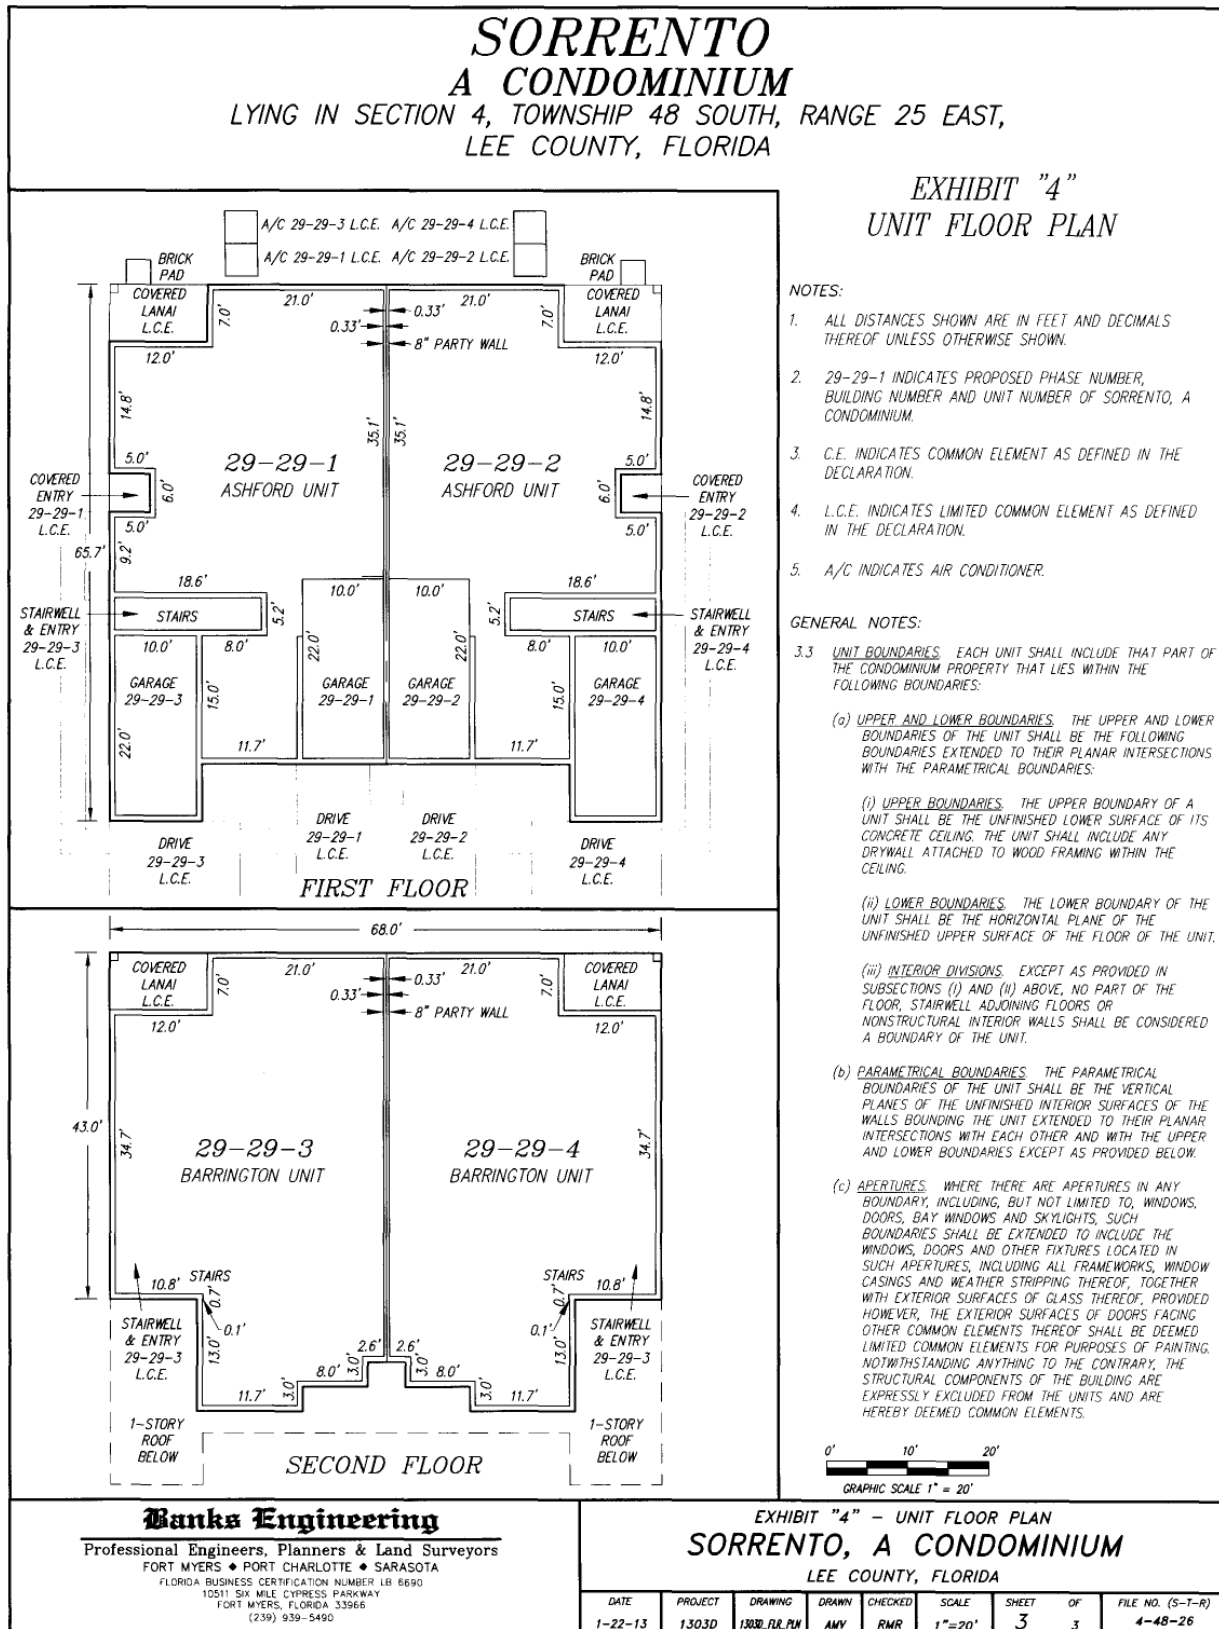 SORRENTO
A CONDOMINIUM
LYING IN SECTION 4, TOWNSHIP 48 SOUTH, RANGE 25 EAST,
LEE COUNTY, FLORIDA
EXHIBIT "4"
UNIT FLOOR PLAN
A/C 29-29-3 L.C.E. A/C 29-29-4 L.C.E.
A/C 29-29-1 L.C.E. A/C 29-29-2 L.C.E.
BRICK
PAD
BRICK
PAD
COVERED
LANAI
L.C.E.
7.0'
21.0'
0.33'
0.33'
8" PARTY WALL
21.0'
7.0'
COVERED
LANAI
L.C.E.
12.0'
12.0'
14.8'
35.1'
35.1'
14.8'
5.0'
29-29-1
ASHFORD UNIT
29-29-2
ASHFORD UNIT
5.0'
COVERED
ENTRY
29-29-1
L.C.E.
6.0'
6.0'
COVERED
ENTRY
29-29-2
L.C.E.
5.0'
5.0'
65.7'
9.2'
18.6'
10.0'
10.0'
18.6'
STAIRWELL
& ENTRY
29-29-3
L.C.E.
STAIRS
5.2'
5.2'
STAIRS
STAIRWELL
& ENTRY
29-29-4
L.C.E.
10.0'
8.0'
22.0'
22.0'
8.0'
10.0'
GARAGE
29-29-3
15.0'
GARAGE
29-29-1
GARAGE
29-29-2
15.0'
GARAGE
29-29-4
22.0'
11.7'
11.7'
DRIVE
29-29-3
L.C.E.
DRIVE
29-29-1
L.C.E.
DRIVE
29-29-2
L.C.E.
DRIVE
29-29-4
L.C.E.
FIRST FLOOR
68.0'
COVERED
LANAI
L.C.E.
7.0'
21.0'
0.33'
0.33'
8" PARTY WALL
21.0'
7.0'
COVERED
LANAI
L.C.E.
12.0'
12.0'
43.0'
34.7'
29-29-3
BARRINGTON UNIT
29-29-4
BARRINGTON UNIT
34.7'
10.8'
STAIRS
0.7'
0.1'
STAIRS
0.7'
0.1'
10.8'
STAIRWELL
& ENTRY
29-29-3
L.C.E.
13.0'
11.7'
3.0'
8.0'
3.0'
2.6'
2.6'
3.0'
8.0'
3.0'
11.7'
13.0'
STAIRWELL
& ENTRY
29-29-3
L.C.E.
1-STORY
ROOF
BELOW
1-STORY
ROOF
BELOW
SECOND FLOOR
NOTES:
1. ALL DISTANCES SHOWN ARE IN FEET AND DECIMALS
THEREOF UNLESS OTHERWISE SHOWN.
2. 29-29-1 INDICATES PROPOSED PHASE NUMBER,
BUILDING NUMBER AND UNIT NUMBER OF SORRENTO, A
CONDOMINIUM.
3. C.E. INDICATES COMMON ELEMENT AS DEFINED IN THE
DECLARATION.
4. L.C.E. INDICATES LIMITED COMMON ELEMENT AS DEFINED
IN THE DECLARATION.
5. A/C INDICATES AIR CONDITIONER.
GENERAL NOTES:
3.3 UNIT BOUNDARIES. EACH UNIT SHALL INCLUDE THAT PART OF
THE CONDOMINIUM PROPERTY THAT LIES WITHIN THE
FOLLOWING BOUNDARIES:
(a) UPPER AND LOWER BOUNDARIES. THE UPPER AND LOWER
BOUNDARIES OF THE UNIT SHALL BE THE FOLLOWING
BOUNDARIES EXTENDED TO THEIR PLANAR INTERSECTIONS
WITH THE PARAMETRICAL BOUNDARIES:
(i) UPPER BOUNDARIES. THE UPPER BOUNDARY OF A
UNIT SHALL BE THE UNFINISHED LOWER SURFACE OF ITS
CONCRETE CEILING. THE UNIT SHALL INCLUDE ANY
DRYWALL ATTACHED TO WOOD FRAMING WITHIN THE
CEILING.
(ii) LOWER BOUNDARIES. THE LOWER BOUNDARY OF THE
UNIT SHALL BE THE HORIZONTAL PLANE OF THE
UNFINISHED UPPER SURFACE OF THE FLOOR OF THE UNIT.
(iii) INTERIOR DIVISIONS. EXCEPT AS PROVIDED IN
SUBSECTIONS (I) AND (II) ABOVE, NO PART OF THE
FLOOR, STAIRWELL ADJOINING FLOORS OR
NONSTRUCTURAL INTERIOR WALLS SHALL BE CONSIDERED
A BOUNDARY OF THE UNIT.
(b) PARAMETRICAL BOUNDARIES. THE PARAMETRICAL
BOUNDARIES OF THE UNIT SHALL BE THE VERTICAL
PLANES OF THE UNFINISHED INTERIOR SURFACES OF THE
WALLS BOUNDING THE UNIT EXTENDED TO THEIR PLANAR
INTERSECTIONS WITH EACH OTHER AND WITH THE UPPER
AND LOWER BOUNDARIES EXCEPT AS PROVIDED BELOW.
(c) APERTURES. WHERE THERE ARE APERTURES IN ANY
BOUNDARY, INCLUDING, BUT NOT LIMITED TO, WINDOWS,
DOORS, BAY WINDOWS AND SKYLIGHTS, SUCH
BOUNDARIES SHALL BE EXTENDED TO INCLUDE THE
WINDOWS, DOORS AND OTHER FIXTURES LOCATED IN
SUCH APERTURES, INCLUDING ALL FRAMEWORKS, WINDOW
CASINGS AND WEATHER STRIPPING THEREOF, TOGETHER
WITH EXTERIOR SURFACES OF GLASS THEREOF, PROVIDED
HOWEVER, THE EXTERIOR SURFACES OF DOORS FACING
OTHER COMMON ELEMENTS THEREOF SHALL BE DEEMED
LIMITED COMMON ELEMENTS FOR PURPOSES OF PAINTING.
NOTWITHSTANDING ANYTHING TO THE CONTRARY, THE
STRUCTURAL COMPONENTS OF THE BUILDING ARE
EXPRESSLY EXCLUDED FROM THE UNITS AND ARE
HEREBY DEEMED COMMON ELEMENTS.
0' 10' 20'
GRAPHIC SCALE 1" = 20'
Banks Engineering
Professional Engineers, Planners & Land Surveyors
FORT MYERS ◆ PORT CHARLOTTE ◆ SARASOTA
FLORIDA BUSINESS CERTIFICATION NUMBER LB 6690
10511 SIX MILE CYPRESS PARKWAY
FORT MYERS, FLORIDA 33966
(239) 939-5490
EXHIBIT "4" - UNIT FLOOR PLAN
SORRENTO, A CONDOMINIUM
LEE COUNTY, FLORIDA
DATE PROJECT DRAWING DRAWN CHECKED SCALE SHEET OF FILE NO. (S-T-R)
1-22-13 1303D 1303D_FLR_PLN AMY RMR 1"=20' 3 3 4-48-26